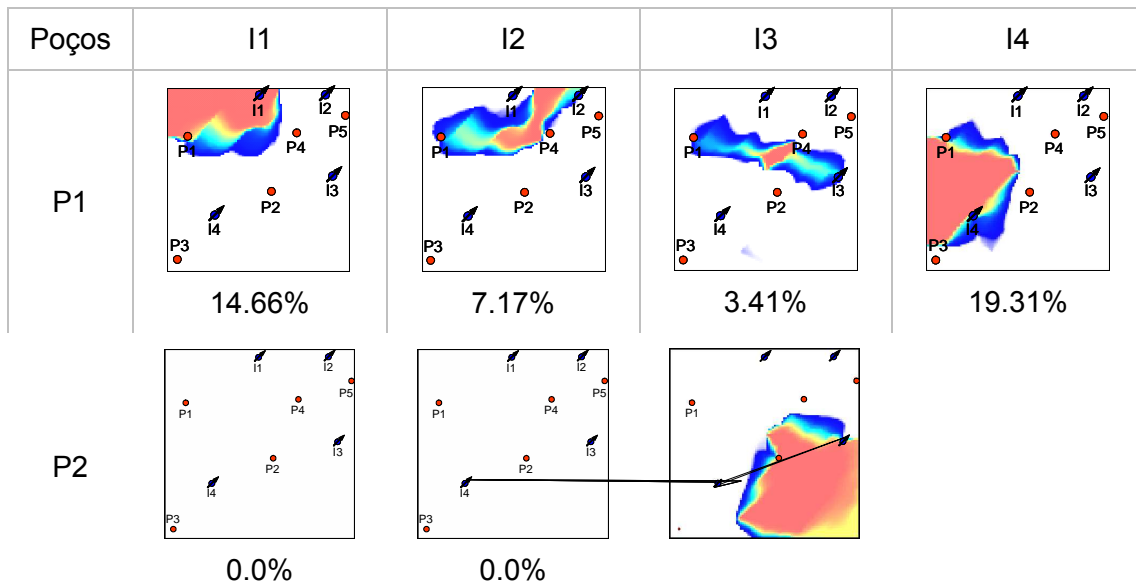 Poços I1 I2 I3 I4
P1
I1 I2 P5 P1 P4 I3 P2 I4 P3
I1 I2 P5 P1 P4 I3 P2 I4 P3
I1 I2 P5 P1 P4 I3 P2 I4 P3
I1 I2 P5 P1 P4 I3 P2 I4 P3
14.66% 7.17% 3.41% 19.31%
P2
I1 I2 P5 P1 P4 I3 P2 I4 P3
I1 I2 P5 P1 P4 I3 P2 I4 P3
P1
0.0% 0.0%